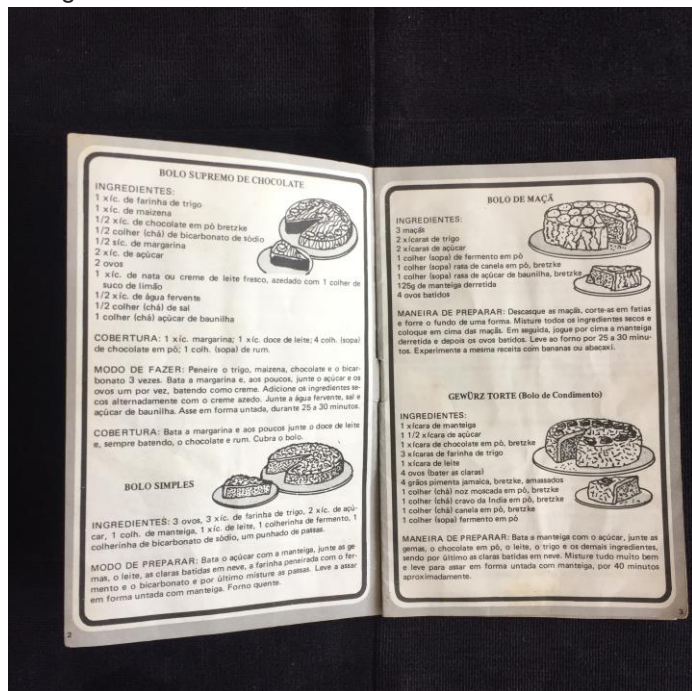 BOLO SUPREMO DE CHOCOLATE
INGREDIENTES:
1 xíc. de farinha de trigo
1 xíc. de maizena
1/2 xíc. de chocolate em pó bretzke
1/2 colher (chá) de bicarbonato de sódio
1/2 síc. de margarina
2 xíc. de açucar
2 ovos
1 xíc. de nata ou creme de leite fresco, azedado com 1 colher de
suco de limão
1/2 xíc. de água fervente
1/2 colher (chá) de sal
1 colher (chá) açúcar de baunilha
COBERTURA: 1 xíc. margarina; 1 xíc. doce de leite; 4 colh. (sopa)
de chocolate em pó; 1 colh. (sopa) de rum.
MODO DE FAZER: Peneire o trigo, maizena, chocolate e o bicar-
bonato 3 vezes. Bata a margarina e, aos poucos, junte o açúcar e os
ovos um por vez, batendo como creme. Adicione os ingredientes se-
cos alternadamente com o creme azedo. Junte a água fervente, sal e
açúcar de baunilha. Asse em forma untada, durante 25 a 30 minutos.
COBERTURA: Bata a margarina e aos poucos junte o doce de leite
e, sempre batendo, o chocolate e rum. Cubra o bolo.
BOLO SIMPLES
INGREDIENTES: 3 ovos, 3 xíc. de farinha de trigo, 2 xíc. de açú-
car, 1 colh. de manteiga, 1 xíc. de leite, 1 colherinha de fermento, 1
colherinha de bicarbonato de sódio, um punhado de passas.
MODO DE PREPARAR: Bata o açúcar com a manteiga, junte as ge-
mas, o leite, as claras batidas em neve, a farinha peneirada com o fer-
mento e o bicarbonato e por último misture as passas. Leve a assar
em forma untada com manteiga. Forno quente.
2
BOLO DE MAÇÃ
INGREDIENTES:
3 maçãs
2 xícaras de trigo
2 xícaras de açúcar
1 colher (sopa) de fermento em pó
1 colher (sopa) rasa de canela em pó, bretzke
1 colher (sopa) rasa de açúcar de baunilha, bretzke
125g de manteiga derretida
4 ovos batidos
MANEIRA DE PREPARAR: Descasque as maçãs, corte-as em fatias
e forre o fundo de uma forma. Misture todos os ingredientes secos e
coloque em cima das maçãs. Em seguida, jogue por cima a manteiga
derretida e depois os ovos batidos. Leve ao forno por 25 a 30 minu-
tos. Experimente a mesma receita com bananas ou abacaxi.
GEWÜRZ TORTE (Bolo de Condimento)
INGREDIENTES:
1 xícara de manteiga
1 1/2 xícara de açúcar
1 xícara de chocolate em pó, bretzke
3 xícaras de farinha de trigo
1 xícara de leite
4 ovos (bater as claras)
4 grãos pimenta jamaica, bretzke, amassados
1 colher (chá) noz moscada em pó, bretzke
1 colher (chá) cravo da India em pó, bretzke
1 colher (chá) canela em pó, bretzke
1 colher (sopa) fermento em pó
MANEIRA DE PREPARAR: Bata a manteiga com o açúcar, junte as
gemas, o chocolate em pó, o leite, o trigo e os demais ingredientes,
sendo por último as claras batidas em neve. Misture tudo muito bem
e leve para assar em forma untada com manteiga, por 40 minutos
aproximadamente.
3